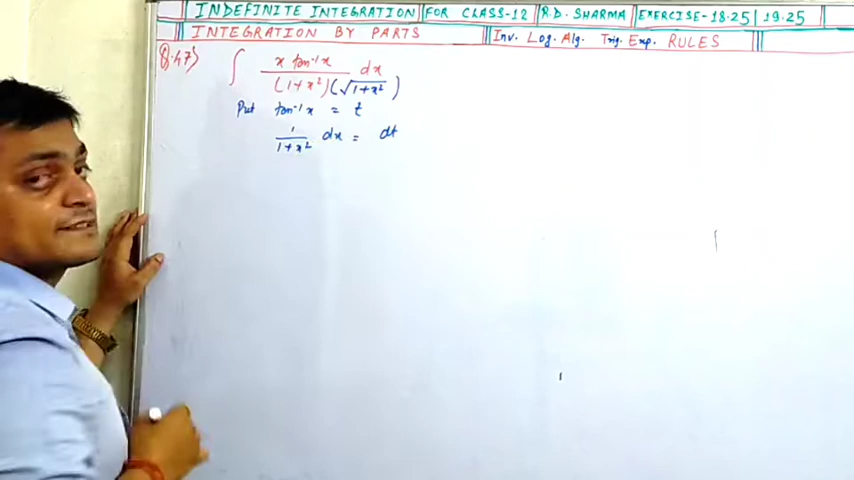 INDEFINITE INTEGRATION FOR CLASS-12 R.D. SHARMA EXERCISE-18.25 19.25
INTEGRATION BY PARTS Inv. Log. Alg. Trig. Exp. RULES
Q.47) ∫ x tan⁻¹x / (1+x²)(√1+x²) dx
Put tan⁻¹x = t
1/1+x² dx = dt